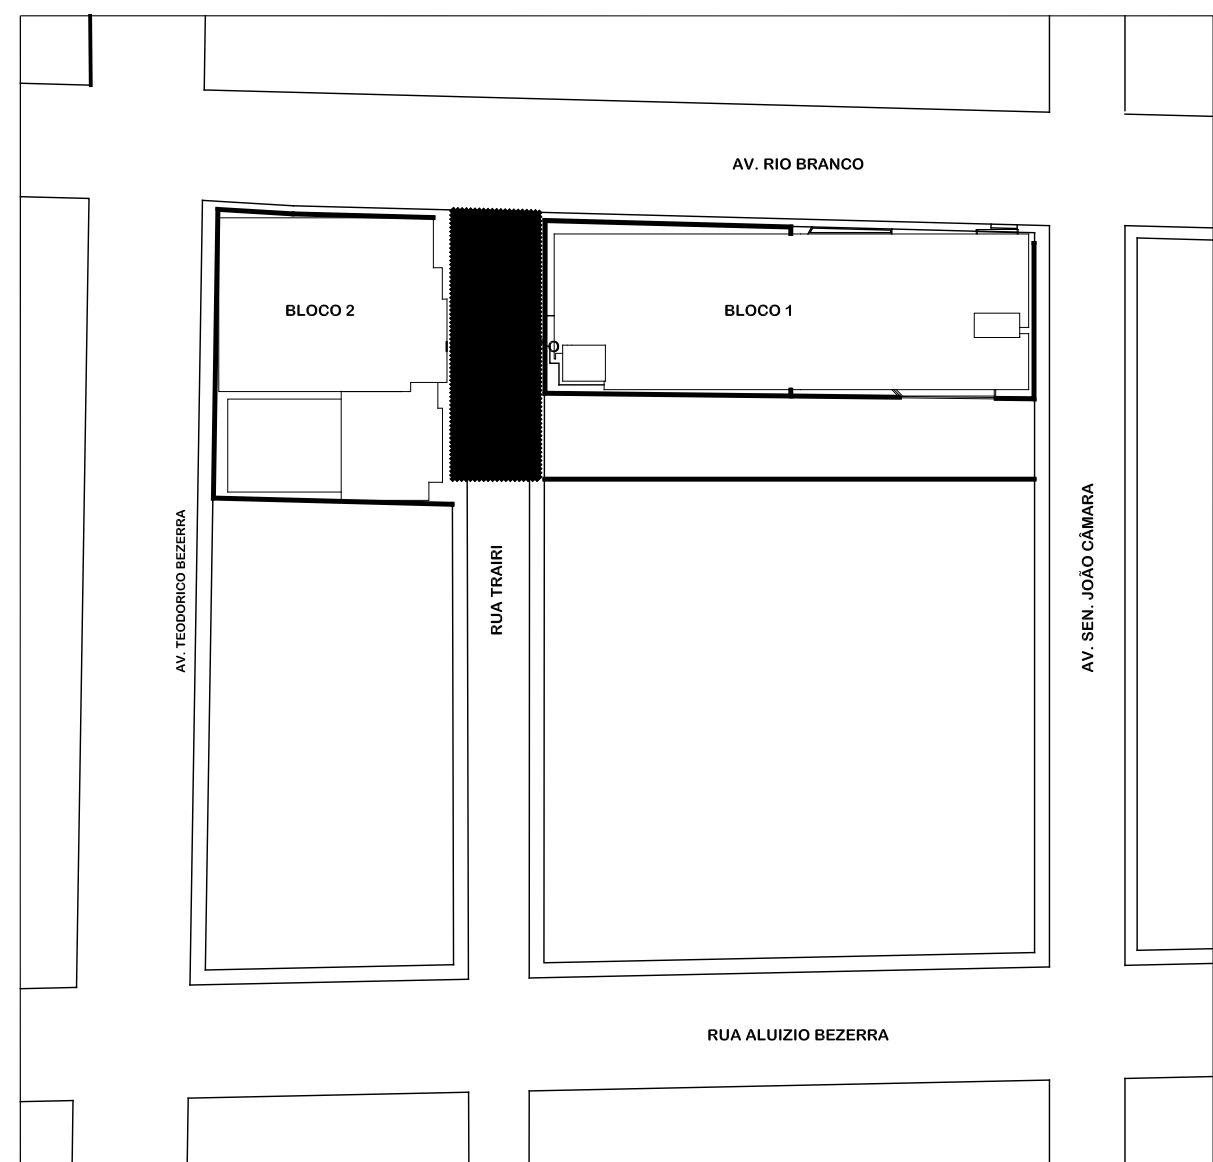 AV. RIO BRANCO
BLOCO 2
BLOCO 1
AV. TEODORICO BEZERRA
RUA TRAIRI
AV. SEN. JOÃO CÂMARA
RUA ALUIZIO BEZERRA